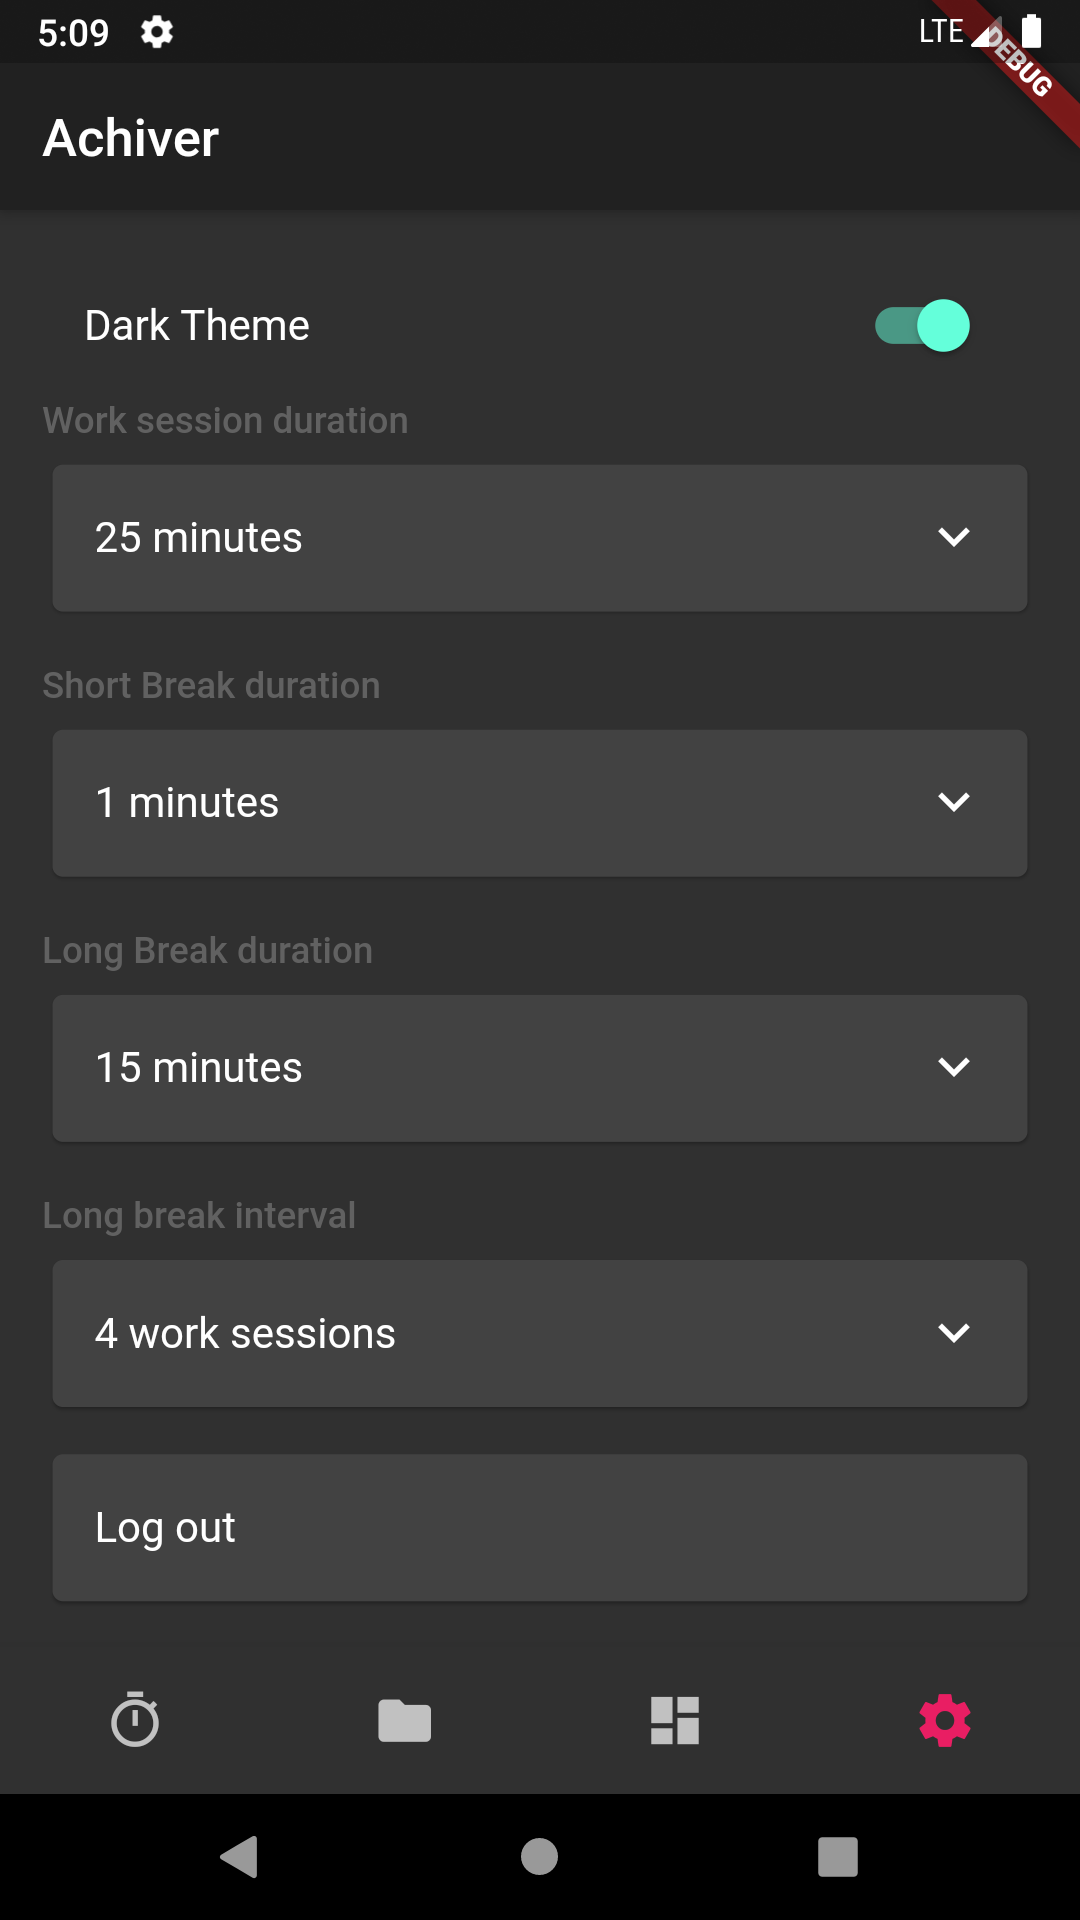 5:09
LTE
DEBUG
Achiver
Dark Theme
Work session duration
25 minutes
Short Break duration
1 minutes
Long Break duration
15 minutes
Long break interval
4 work sessions
Log out